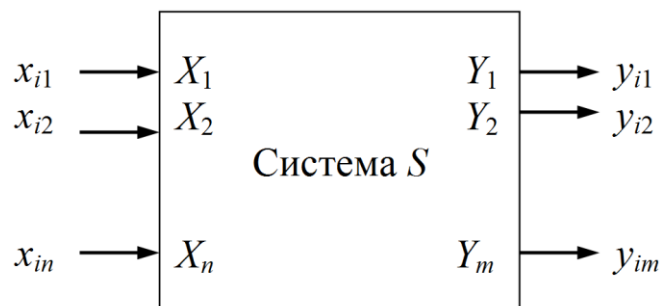 x_{i1} X_1 Y_1 y_{i1}
x_{i2} X_2 Y_2 y_{i2}
Система S
x_{in} X_n Y_m y_{im}